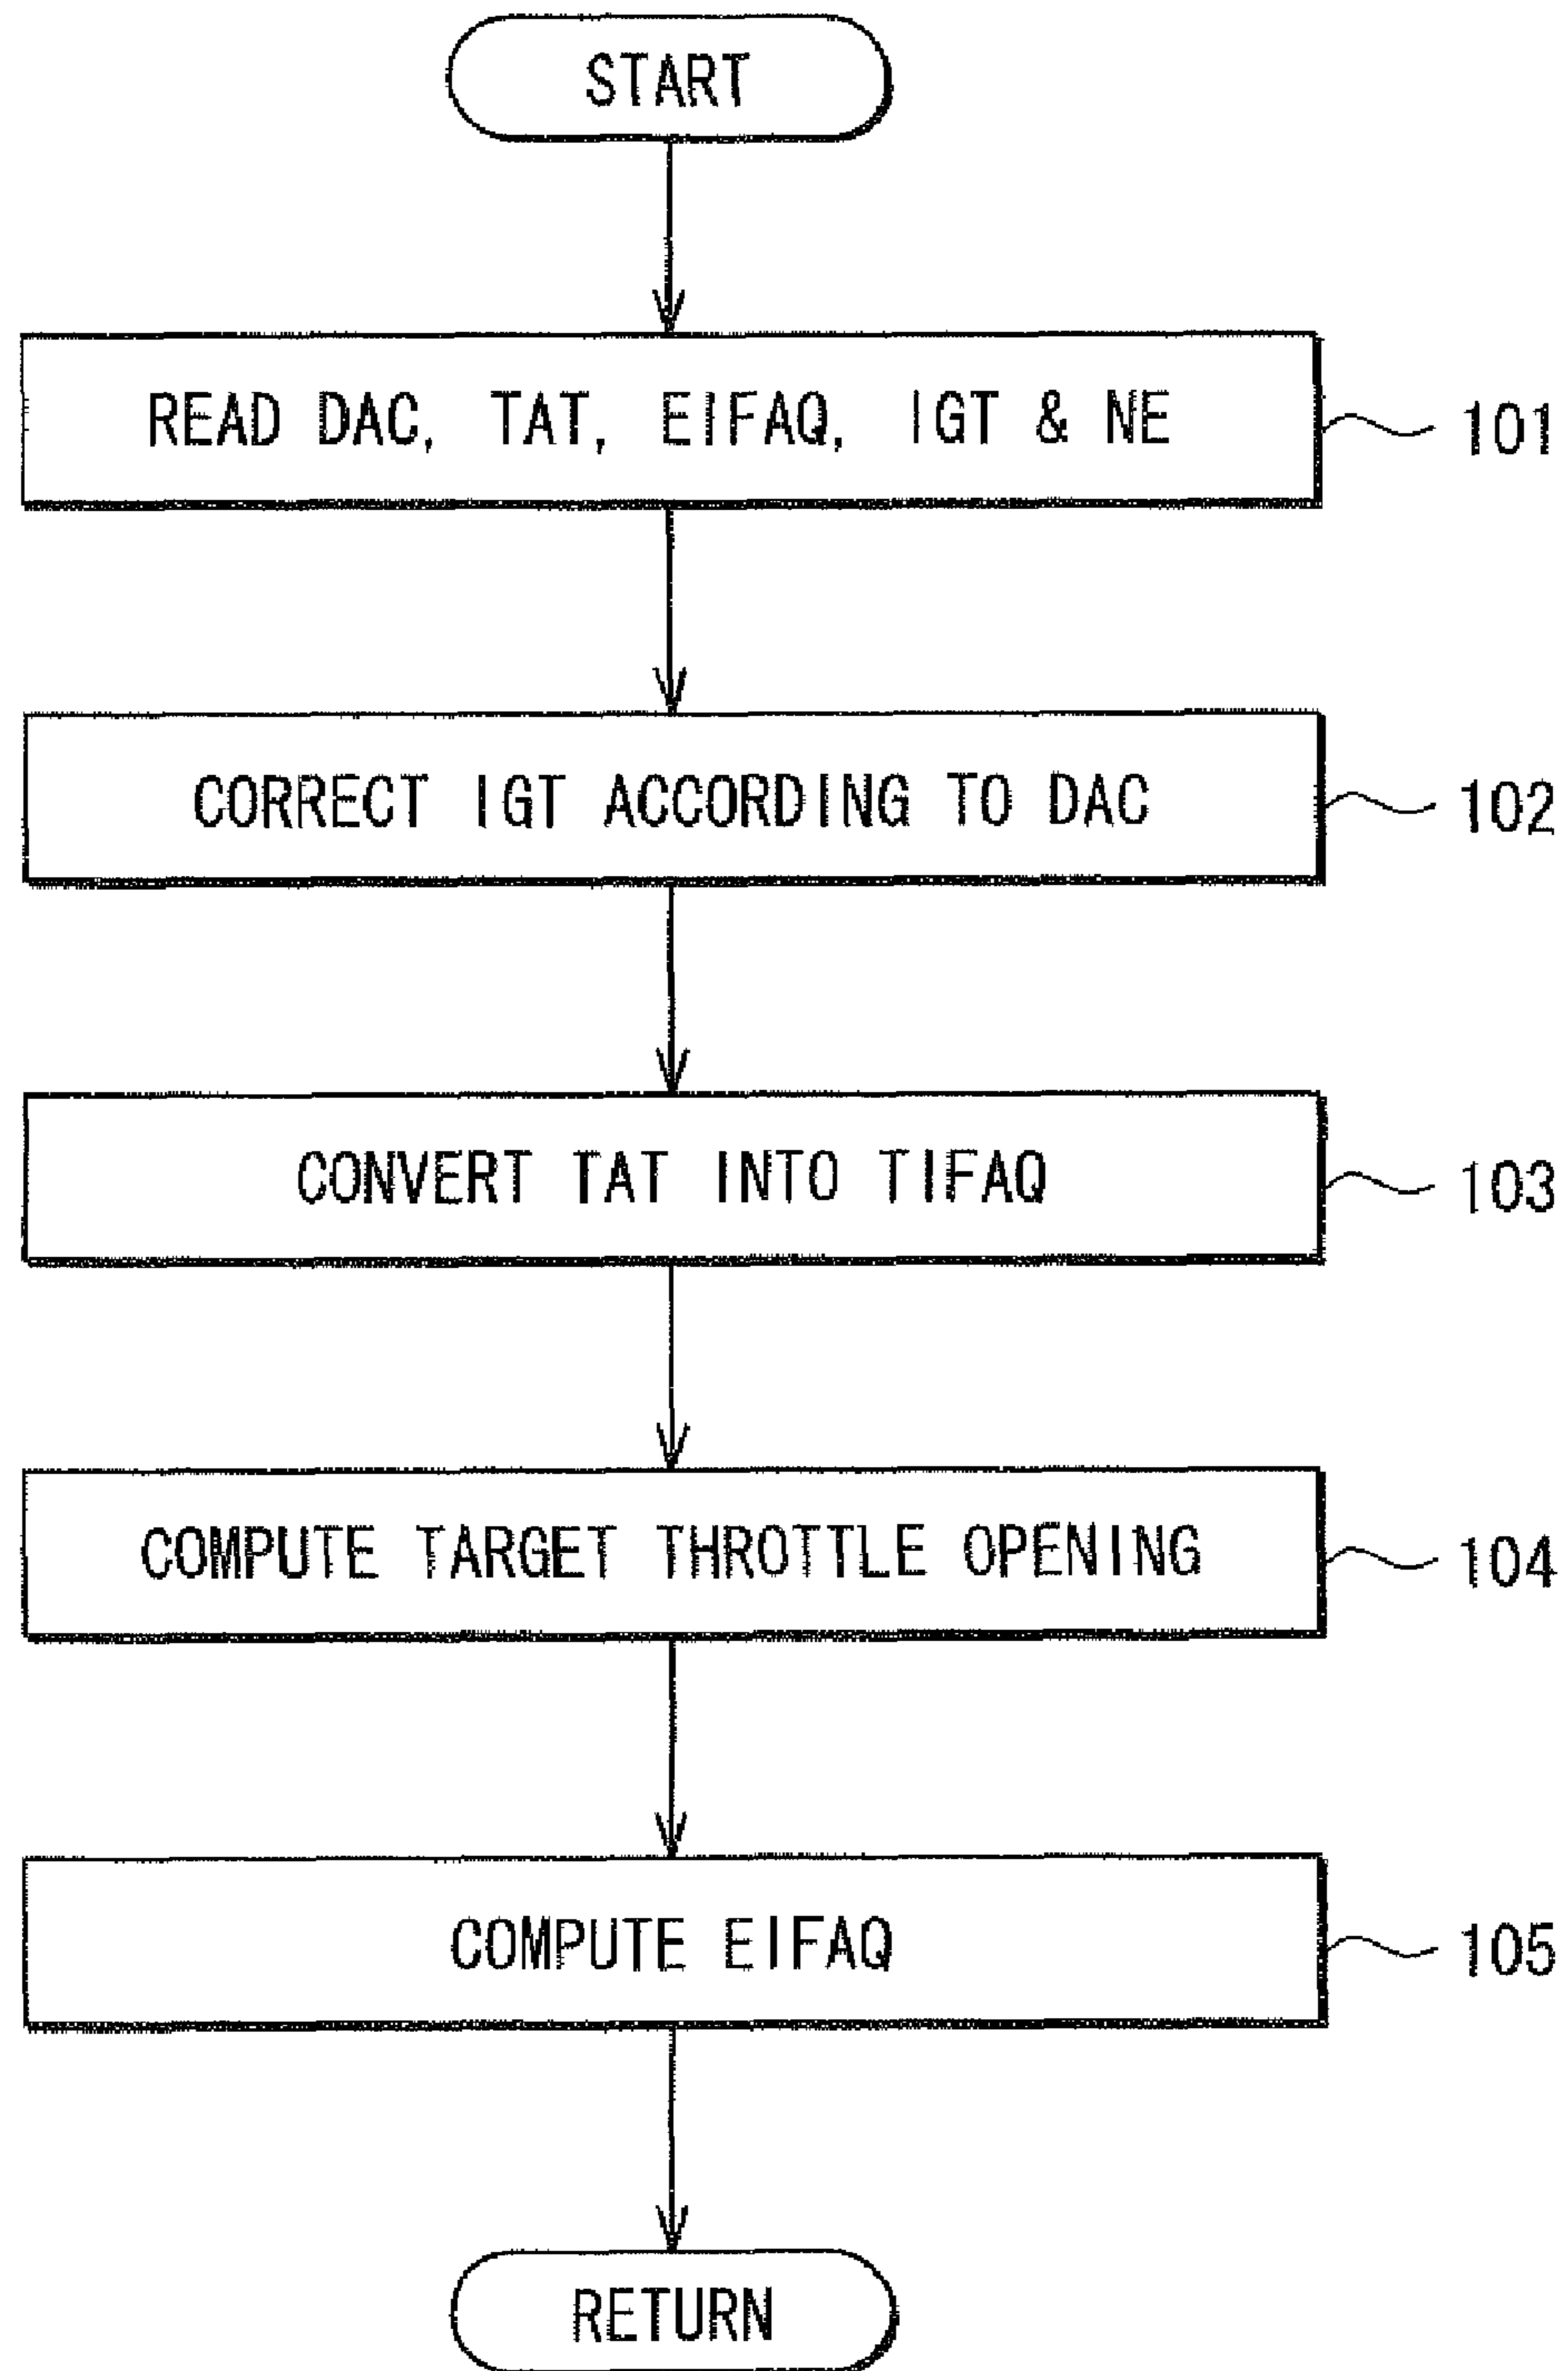 START
READ DAC, TAT, EIFAQ, IGT & NE
101
CORRECT IGT ACCORDING TO DAC
102
CONVERT TAT INTO TIFAQ
103
COMPUTE TARGET THROTTLE OPENING
104
COMPUTE EIFAQ
105
RETURN